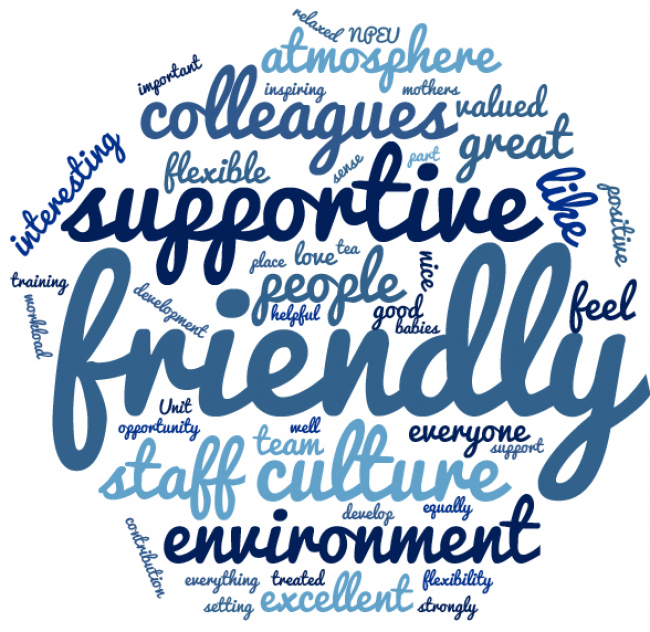 relaxed
NPEU
atmosphere
important
inspiring
mothers
colleagues
valued
great
interesting
flexible
sense
part
like
positive
supportive
place
love
tea
nice
training
workload
development
people
helpful
good
babies
feel
friendly
Unit
opportunity
well
everyone
team
support
staff
culture
develop
equally
environment
contribution
everything
treated
flexibility
setting
excellent
strongly